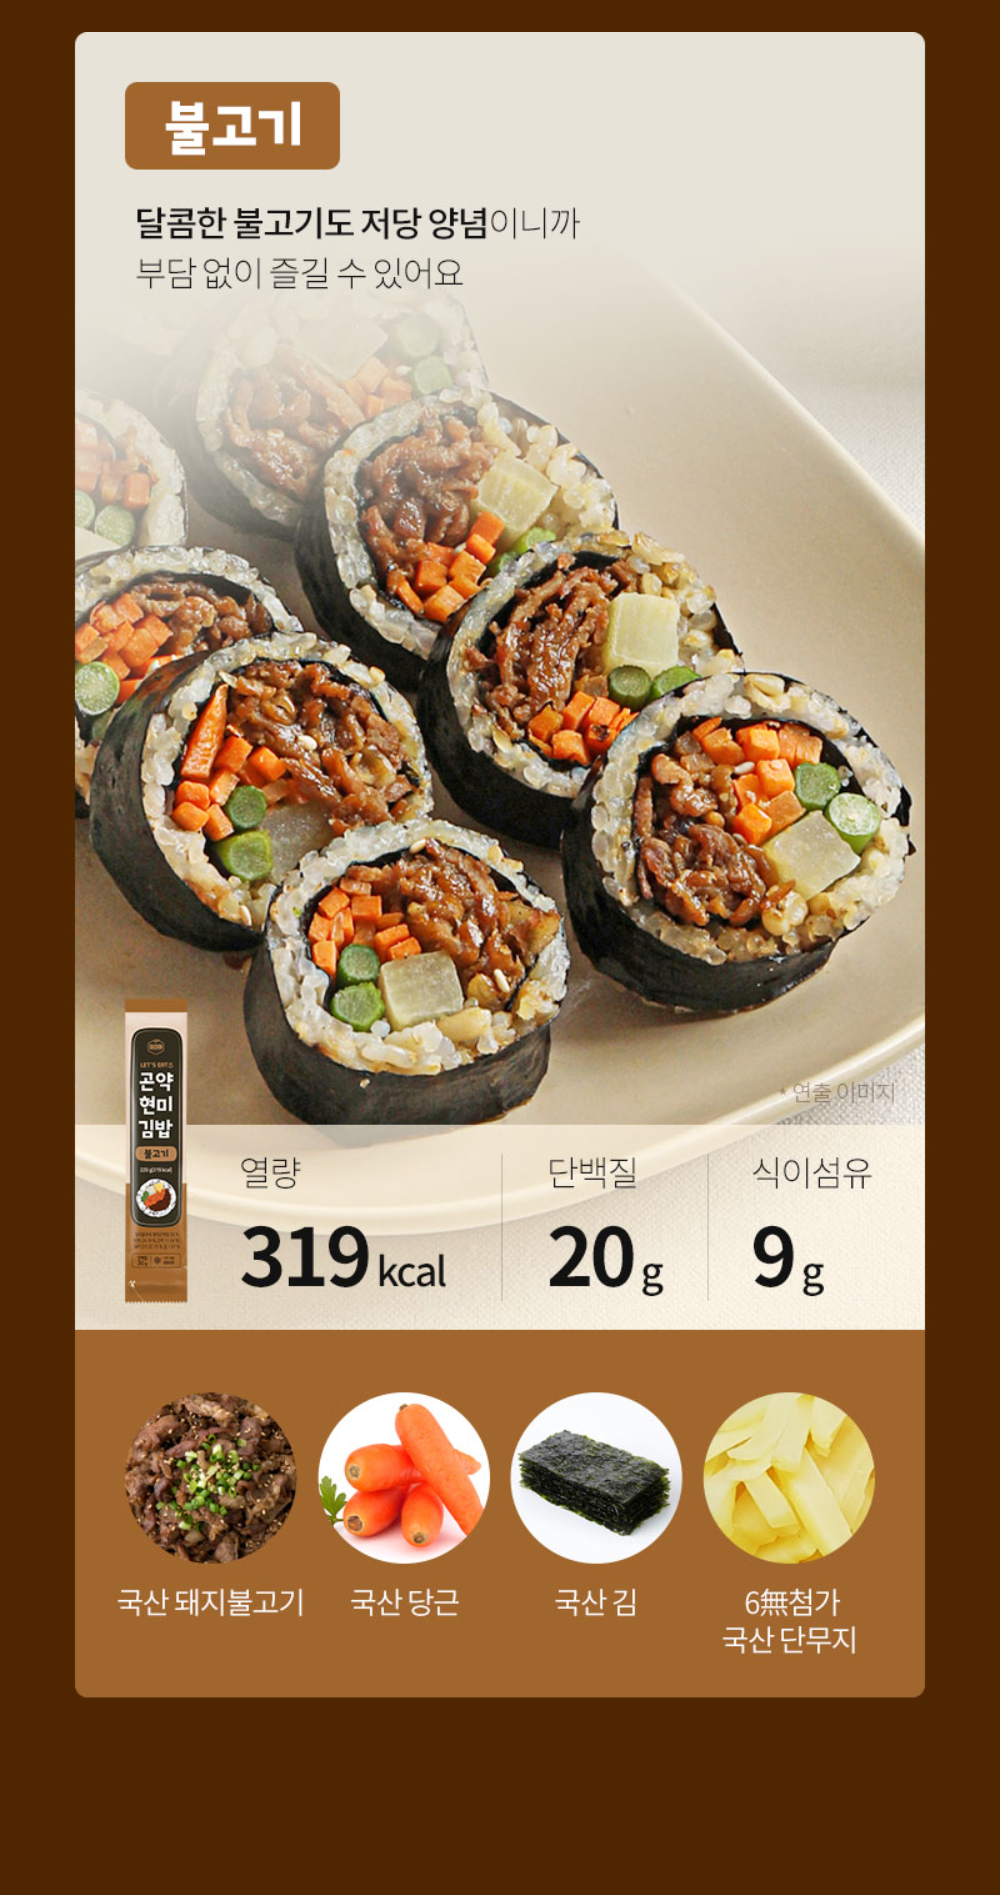 불고기
달콤한 불고기도 저당 양념이니까
부담 없이 즐길 수 있어요
* 연출 이미지
곤약
현미
김밥
불고기
열량
단백질
식이섬유
319 kcal
20 g
9 g
국산 돼지불고기
국산 당근
국산 김
6無첨가
국산 단무지